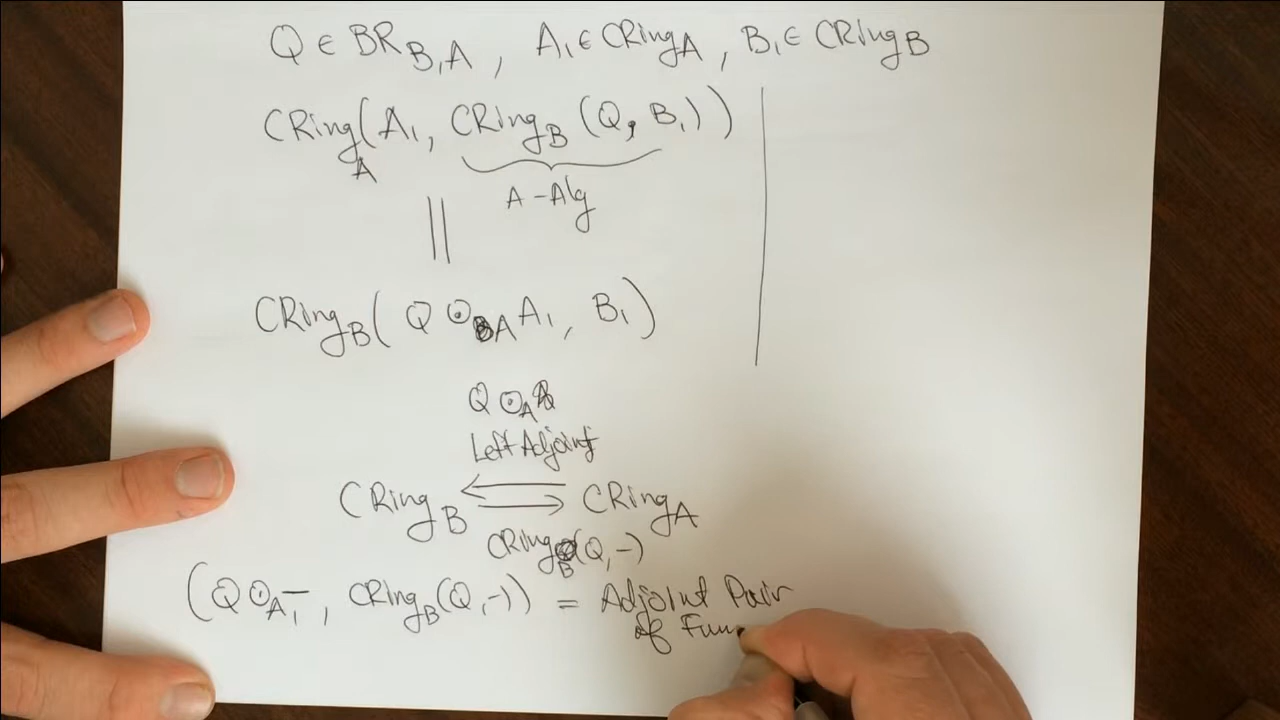 Q ∈ BR_{B,A} , A₁ ∈ CRing_A , B₁ ∈ CRing_B
CRing_A(A₁, CRing_B (Q, B₁))
A-Alg
||
CRing_B( Q ⊙_A A₁ , B₁)
Q ⊙_A
Left Adjoint
CRing_B ⇄ CRing_A
CRing_B(Q,-)
(Q⊙_A -, CRing_B(Q,-)) = Adjoint Pair
of Fun